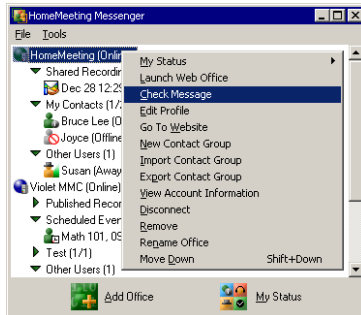 HomeMeeting Messenger
File Tools
HomeMeeting (Onlin
Shared Recordin
Dec 28 12:29
My Contacts (1/
Bruce Lee (O
Joyce (Offline
Other Users (1)
Susan (Away
Violet MMC (Online)
Published Recor
Scheduled Even
Math 101, 09
Test (1/1)
Other Users (1)
My Status
Launch Web Office
Check Message
Edit Profile
Go To Website
New Contact Group
Import Contact Group
Export Contact Group
View Account Information
Disconnect
Remove
Rename Office
Move Down Shift+Down
Add Office My Status